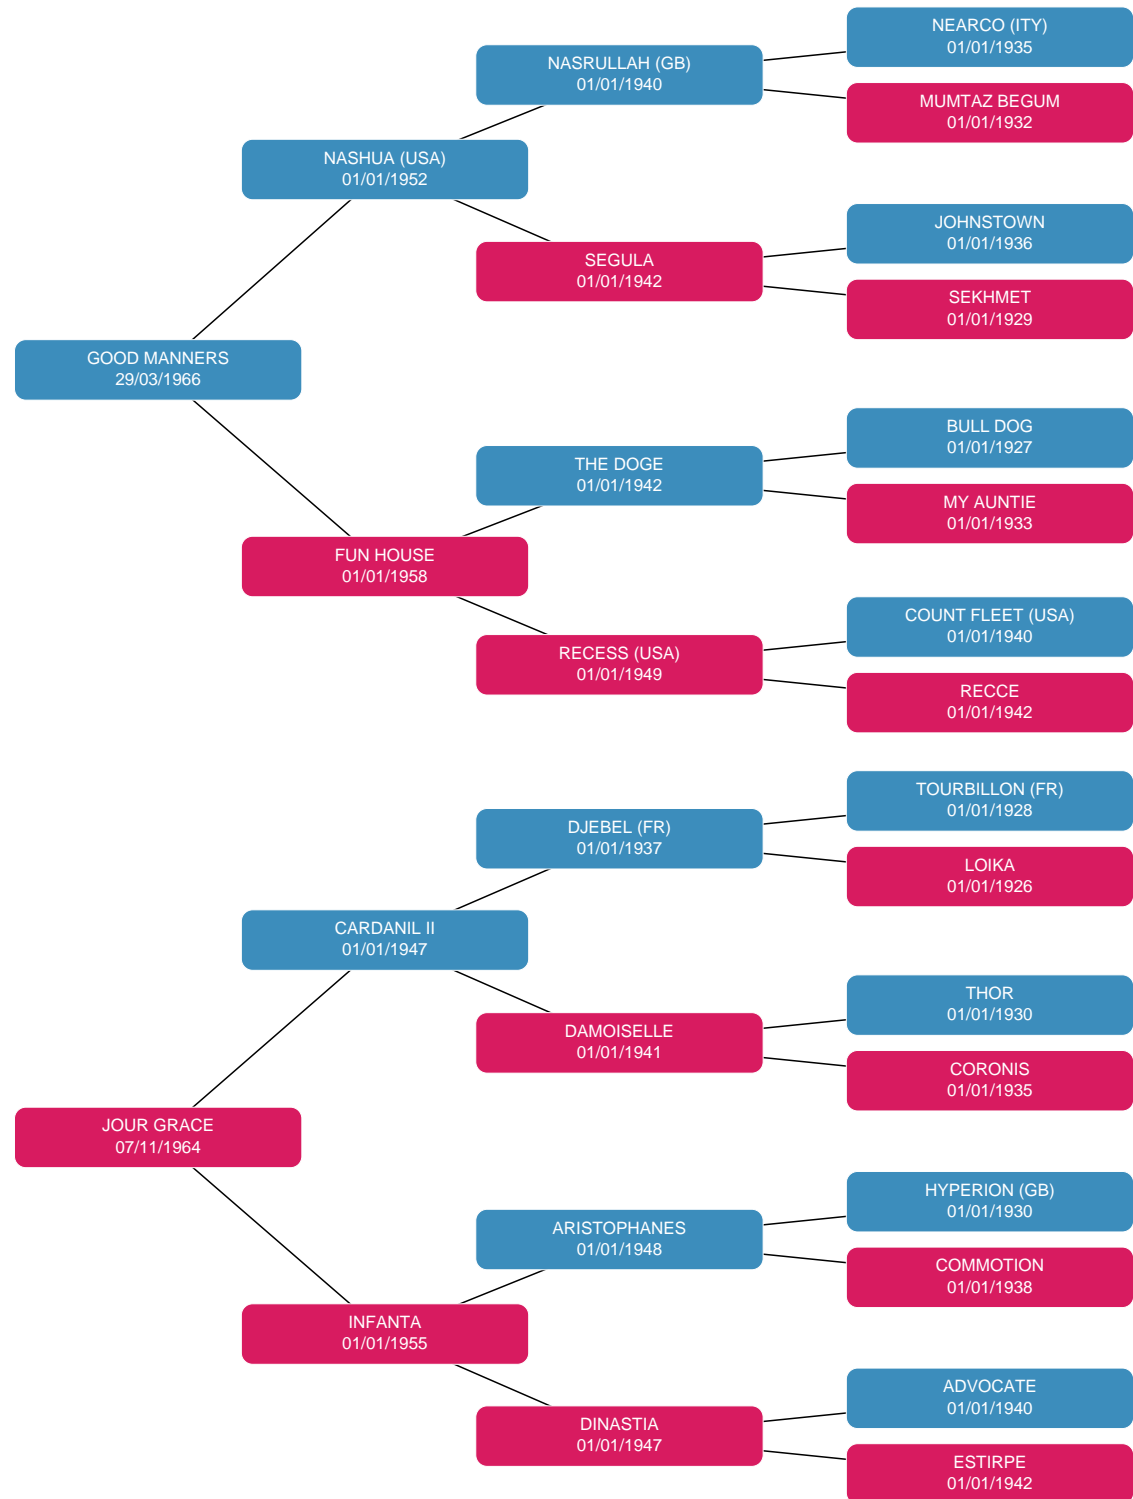 NEARCO (ITY)
01/01/1935
NASRULLAH (GB)
01/01/1940
MUMTAZ BEGUM
01/01/1932
NASHUA (USA)
01/01/1952
JOHNSTOWN
01/01/1936
SEGULA
01/01/1942
SEKHMET
01/01/1929
GOOD MANNERS
29/03/1966
BULL DOG
01/01/1927
THE DOGE
01/01/1942
MY AUNTIE
01/01/1933
FUN HOUSE
01/01/1958
COUNT FLEET (USA)
01/01/1940
RECESS (USA)
01/01/1949
RECCE
01/01/1942
TOURBILLON (FR)
01/01/1928
DJEBEL (FR)
01/01/1937
LOIKA
01/01/1926
CARDANIL II
01/01/1947
THOR
01/01/1930
DAMOISELLE
01/01/1941
CORONIS
01/01/1935
JOUR GRACE
07/11/1964
HYPERION (GB)
01/01/1930
ARISTOPHANES
01/01/1948
COMMOTION
01/01/1938
INFANTA
01/01/1955
ADVOCATE
01/01/1940
DINASTIA
01/01/1947
ESTIRPE
01/01/1942